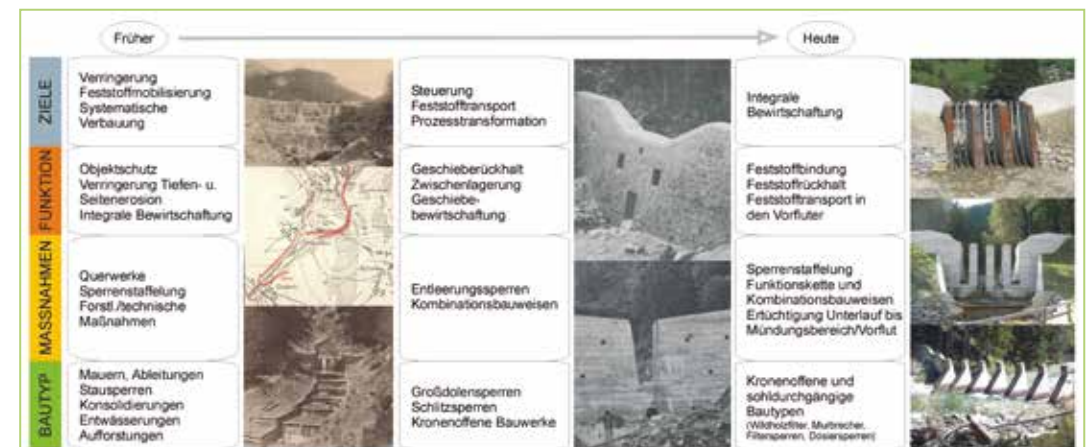 Früher
Heute
ZIELE
Verringerung
Feststoffmobilisierung
Systematische
Verbauung
Steuerung
Feststofftransport
Prozesstransformation
Integrale
Bewirtschaftung
FUNKTION
Objektschutz
Verringerung Tiefen- u.
Seitenerosion
Integrale Bewirtschaftung
Geschieberückhalt
Zwischenlagerung
Geschiebe-
bewirtschaftung
Feststoffbindung
Feststoffrückhalt
Feststofftransport in
den Vorfluter
MASSNAHMEN
Querwerke
Sperrenstaffelung
Forstl./technische
Maßnahmen
Entleerungssperren
Kombinationsbauweisen
Sperrenstaffelung
Funktionskette und
Kombinationsbauweisen
Ertüchtigung Unterlauf bis
Mündungsbereich/Vorflut
BAUTYP
Mauern, Ableitungen
Stausperren
Konsolidierungen
Entwässerungen
Aufforstungen
Großdolensperren
Schlitzsperren
Kronenoffene Bauwerke
Kronenoffene und
sohldurchgängige
Bautypen
(Wildholzfilter, Murbrecher,
Filtersperren, Dosiersperren)